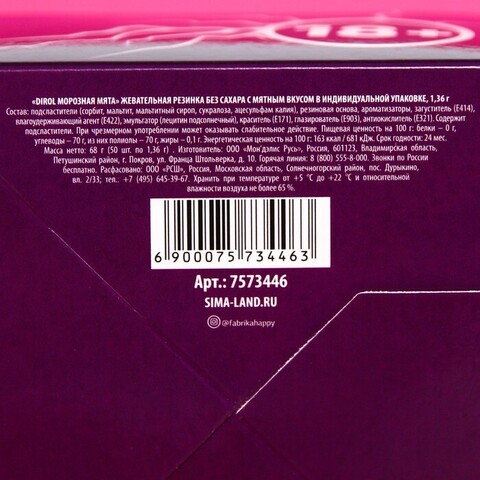 18+
«DIROL МОРОЗНАЯ МЯТА» ЖЕВАТЕЛЬНАЯ РЕЗИНКА БЕЗ САХАРА С МЯТНЫМ ВКУСОМ В ИНДИВИДУАЛЬНОЙ УПАКОВКЕ, 1,36 г
Состав: подсластители (сорбит, мальтит, мальтитный сироп, сукралоза, ацесульфам калия), резиновая основа, ароматизаторы, загуститель (Е414),
влагоудерживающий агент (Е422), эмульгатор (лецитин подсолнечный), краситель (Е171), глазирователь (Е903), антиокислитель (Е321). Содержит
подсластители. При чрезмерном употреблении может оказывать слабительное действие. Пищевая ценность на 100 г: белки – 0 г,
углеводы – 70 г, из них полиолы – 70 г, жиры – 0,1 г. Энергетическая ценность на 100 г: 163 ккал / 681 кДж. Срок годности: 24 мес.
Масса нетто: 68 г (50 шт. по 1,36 г) . Изготовитель: ООО «Мон'дэлис Русь», Россия, 601123, Владимирская область,
Петушинский район, г. Покров, ул. Франца Штольверка, д. 10. Горячая линия: 8 (800) 555-8-000. Звонки по России
бесплатно. Расфасовано: ООО «РСШ», Россия, Московская область, Солнечногорский район, пос. Дурыкино,
вл. 2/33; тел.: +7 (495) 645-39-67. Хранить при температуре от +5 °С до +22 °С и относительной
влажности воздуха не более 65 %.
6 900075 734463
Арт.: 7573446
SIMA-LAND.RU
@fabrikahappy